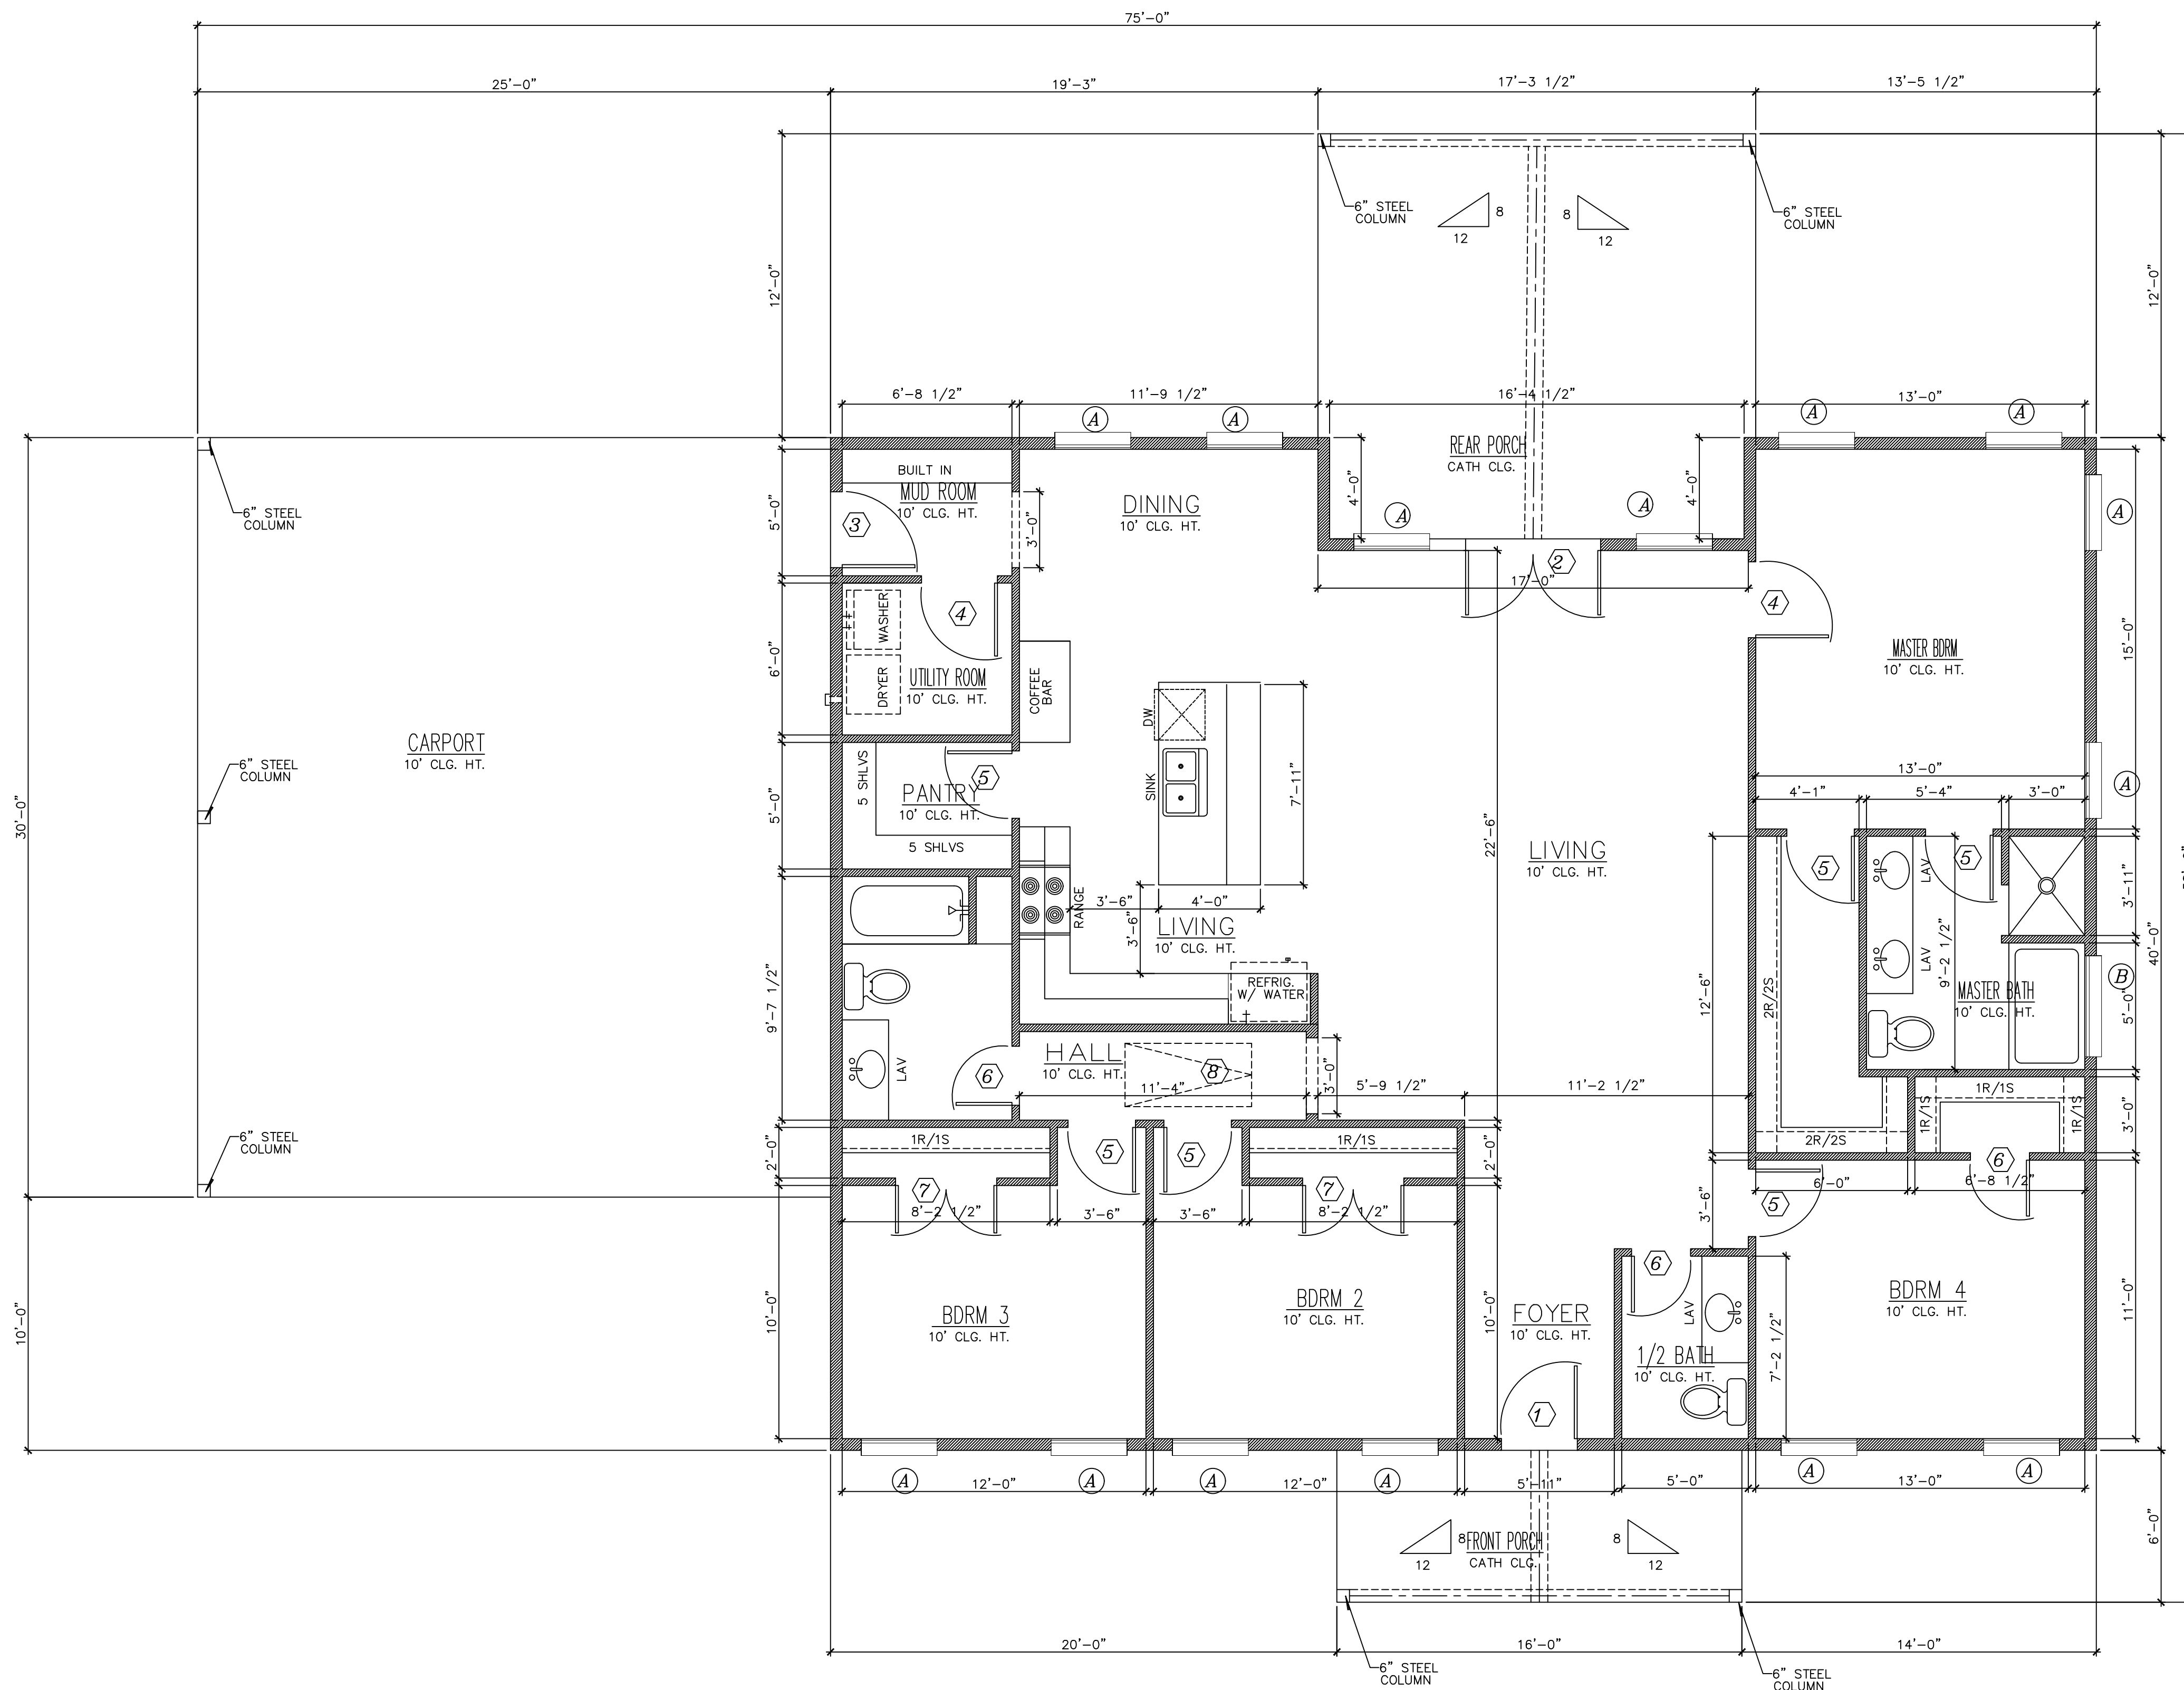 75'-0"
25'-0"
19'-3"
17'-3 1/2"
13'-5 1/2"
6" STEEL
COLUMN
8
12
8
12
6" STEEL
COLUMN
12'-0"
12'-0"
6'-8 1/2"
11'-9 1/2"
16'-4 1/2"
13'-0"
A
A
A
A
REAR PORCH
CATH CLG.
4'-0"
4'-0"
BUILT IN
MUD ROOM
10' CLG. HT.
DINING
10' CLG. HT.
3
5'-0"
3'-0"
A
A
A
6" STEEL
COLUMN
2
17'-0"
4
4
WASHER
DRYER
UTILITY ROOM
10' CLG. HT.
6'-0"
COFFEE
BAR
MASTER BDRM
10' CLG. HT.
15'-0"
DW
SINK
7'-11"
CARPORT
10' CLG. HT.
6" STEEL
COLUMN
30'-0"
5 SHLVS
5
PANTRY
10' CLG. HT.
5 SHLVS
5'-0"
13'-0"
4'-1"
5'-4"
3'-0"
A
22'-6"
LIVING
10' CLG. HT.
5
5
LAV
LAV
3'-11"
RANGE
3'-6"
4'-0"
3'-6"
LIVING
10' CLG. HT.
REFRIG.
W/ WATER
9'-7 1/2"
12'-6"
2R/2S
9'-2 1/2"
MASTER BATH
10' CLG. HT.
B
5'-0"
40'-0"
LAV
6
HALL
10' CLG. HT.
8
11'-4"
3'-0"
5'-9 1/2"
11'-2 1/2"
1R/1S
1R/1S
1R/1S
3'-0"
2R/2S
6" STEEL
COLUMN
2'-0"
1R/1S
5
5
1R/1S
2'-0"
6
7
7
8'-2 1/2"
3'-6"
3'-6"
8'-2 1/2"
3'-6"
5
6'-0"
6'-8 1/2"
10'-0"
10'-0"
BDRM 3
10' CLG. HT.
BDRM 2
10' CLG. HT.
10'-0"
FOYER
10' CLG. HT.
6
LAV
1/2 BATH
10' CLG. HT.
7'-2 1/2"
BDRM 4
10' CLG. HT.
11'-0"
1
A
A
A
A
A
A
12'-0"
12'-0"
5'-11"
5'-0"
13'-0"
8
12
FRONT PORCH
CATH CLG.
8
12
6'-0"
20'-0"
16'-0"
14'-0"
6" STEEL
COLUMN
6" STEEL
COLUMN